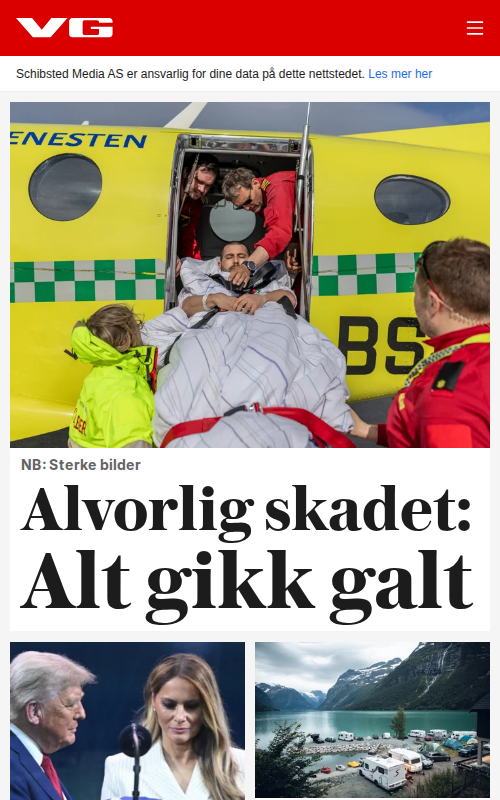 VG
Schibsted Media AS er ansvarlig for dine data på dette nettstedet. Les mer her
ENESTEN
BS
NB: Sterke bilder
Alvorlig skadet:
Alt gikk galt